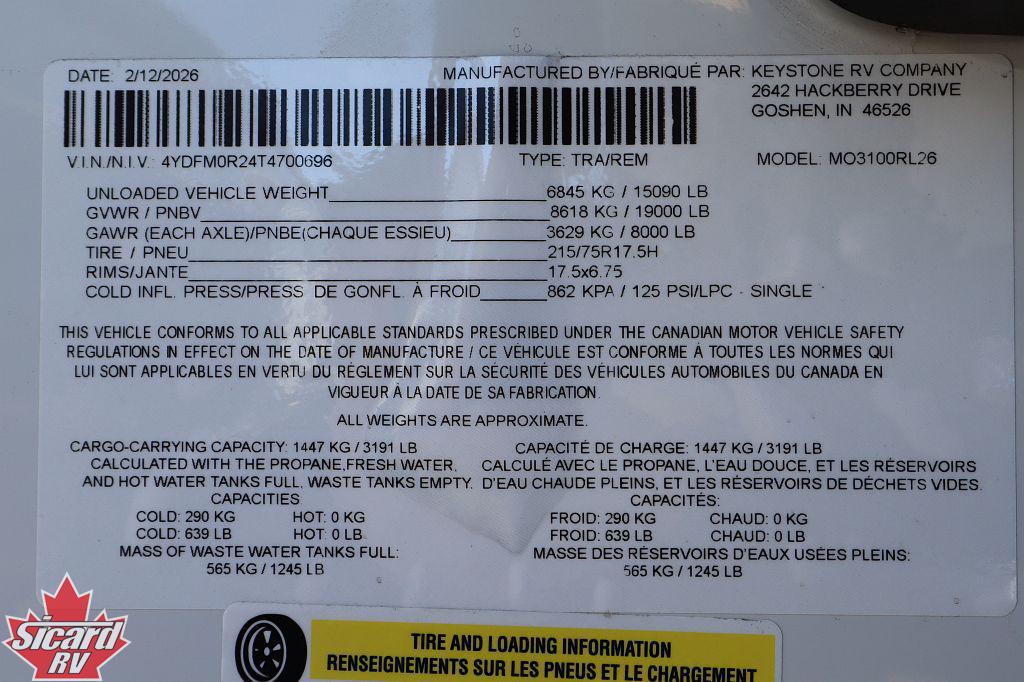 DATE: 2/12/2026
MANUFACTURED BY/FABRIQUÉ PAR: KEYSTONE RV COMPANY
2642 HACKBERRY DRIVE
GOSHEN, IN 46526
V.I.N./N.I.V.: 4YDFM0R24T4700696 TYPE: TRA/REM MODEL: MO3100RL26
UNLOADED VEHICLE WEIGHT 6845 KG / 15090 LB
GVWR / PNBV 8618 KG / 19000 LB
GAWR (EACH AXLE)/PNBE(CHAQUE ESSIEU) 3629 KG / 8000 LB
TIRE / PNEU 215/75R17.5H
RIMS/JANTE 17.5x6.75
COLD INFL. PRESS/PRESS DE GONFL. À FROID 862 KPA / 125 PSI/LPC - SINGLE
THIS VEHICLE CONFORMS TO ALL APPLICABLE STANDARDS PRESCRIBED UNDER THE CANADIAN MOTOR VEHICLE SAFETY
REGULATIONS IN EFFECT ON THE DATE OF MANUFACTURE / CE VÉHICULE EST CONFORME À TOUTES LES NORMES QUI
LUI SONT APPLICABLES EN VERTU DU RÈGLEMENT SUR LA SÉCURITÉ DES VÉHICULES AUTOMOBILES DU CANADA EN
VIGUEUR À LA DATE DE SA FABRICATION.
ALL WEIGHTS ARE APPROXIMATE.
CARGO-CARRYING CAPACITY: 1447 KG / 3191 LB
CALCULATED WITH THE PROPANE,FRESH WATER,
AND HOT WATER TANKS FULL, WASTE TANKS EMPTY.
CAPACITIES
COLD: 290 KG HOT: 0 KG
COLD: 639 LB HOT: 0 LB
MASS OF WASTE WATER TANKS FULL:
565 KG / 1245 LB
CAPACITÉ DE CHARGE: 1447 KG / 3191 LB
CALCULÉ AVEC LE PROPANE, L'EAU DOUCE, ET LES RÉSERVOIRS
D'EAU CHAUDE PLEINS, ET LES RÉSERVOIRS DE DÉCHETS VIDES.
CAPACITÉS:
FROID: 290 KG CHAUD: 0 KG
FROID: 639 LB CHAUD: 0 LB
MASSE DES RÉSERVOIRS D'EAUX USÉES PLEINS:
565 KG / 1245 LB
TIRE AND LOADING INFORMATION
RENSEIGNEMENTS SUR LES PNEUS ET LE CHARGEMENT
Sicard
RV